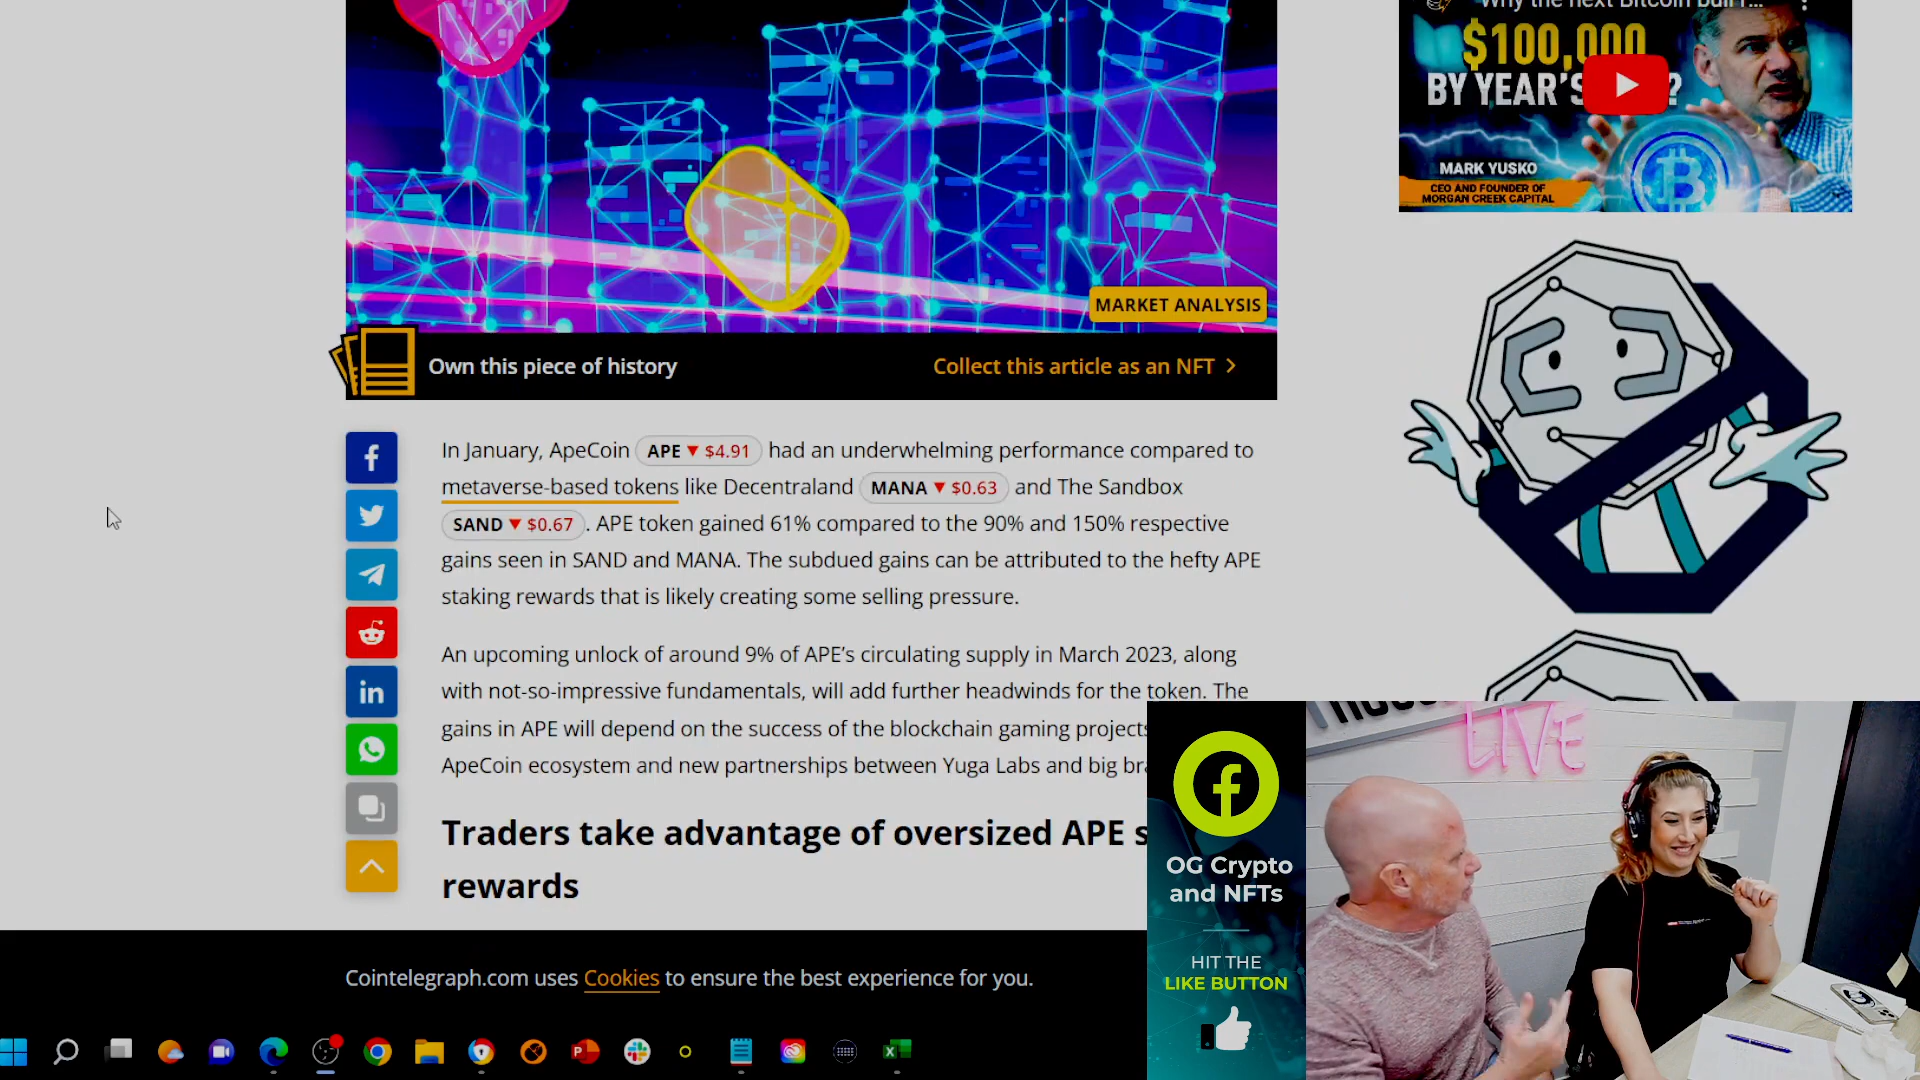 Why the next Bitcoin bull r...
$100,000
BY YEAR'S ?
MARK YUSKO
CEO AND FOUNDER OF
MORGAN CREEK CAPITAL
MARKET ANALYSIS
Own this piece of history
Collect this article as an NFT >
In January, ApeCoin APE ▼ $4.91 had an underwhelming performance compared to
metaverse-based tokens like Decentraland MANA ▼ $0.63 and The Sandbox
SAND ▼ $0.67 . APE token gained 61% compared to the 90% and 150% respective
gains seen in SAND and MANA. The subdued gains can be attributed to the hefty APE
staking rewards that is likely creating some selling pressure.
An upcoming unlock of around 9% of APE's circulating supply in March 2023, along
with not-so-impressive fundamentals, will add further headwinds for the token. The
gains in APE will depend on the success of the blockchain gaming projects
ApeCoin ecosystem and new partnerships between Yuga Labs and big
Traders take advantage of oversized APE
rewards
Cointelegraph.com uses Cookies to ensure the best experience for you.
LIVE
OG Crypto
and NFTs
HIT THE
LIKE BUTTON